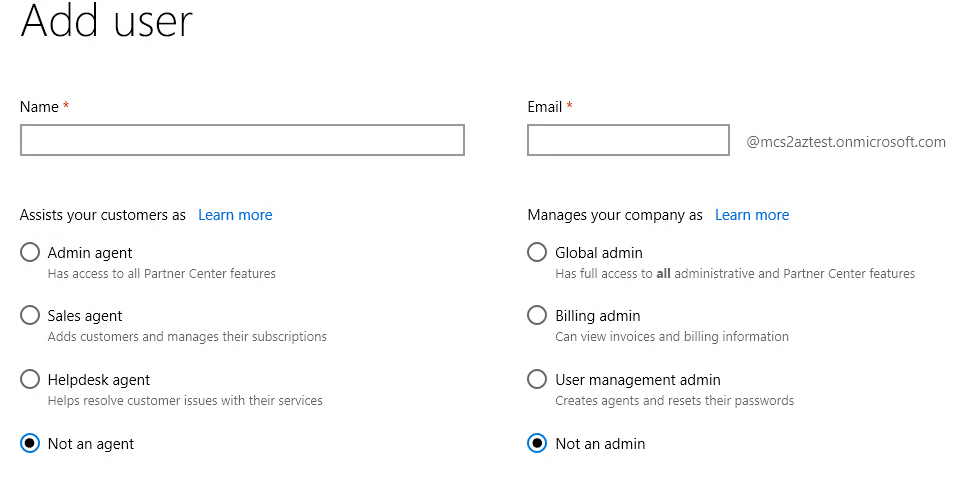 Add user
Name *
Email *
@mcs2aztest.onmicrosoft.com
Assists your customers as Learn more
Admin agent
Has access to all Partner Center features
Sales agent
Adds customers and manages their subscriptions
Helpdesk agent
Helps resolve customer issues with their services
Not an agent
Manages your company as Learn more
Global admin
Has full access to all administrative and Partner Center features
Billing admin
Can view invoices and billing information
User management admin
Creates agents and resets their passwords
Not an admin